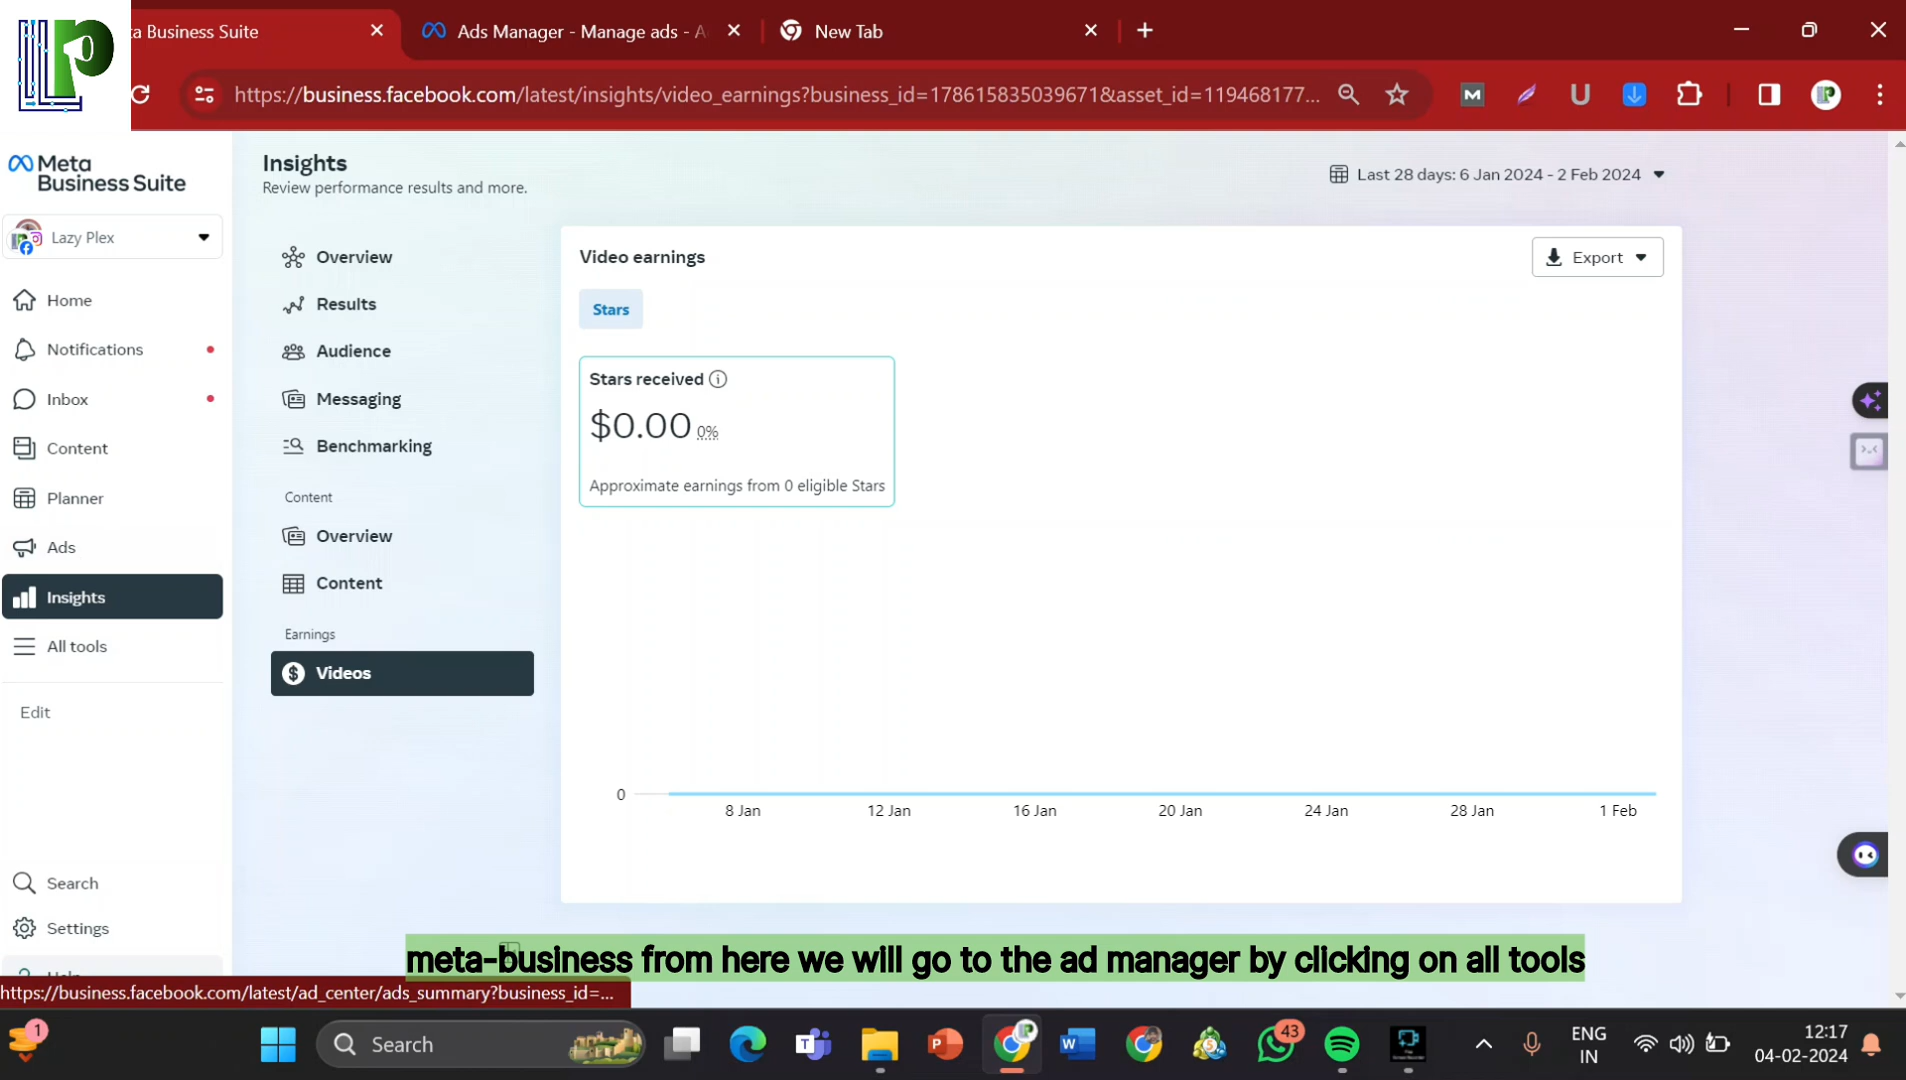 Business Suite
Ads Manager - Manage ads - A
New Tab
https://business.facebook.com/latest/insights/video_earnings?business_id=178615835039671&asset_id=119468177...
Meta
Business Suite
Lazy Plex
Home
Notifications
Inbox
Content
Planner
Ads
Insights
All tools
Edit
Search
Settings
Insights
Review performance results and more.
Last 28 days: 6 Jan 2024 - 2 Feb 2024
Overview
Results
Audience
Messaging
Benchmarking
Content
Overview
Content
Earnings
Videos
Video earnings
Export
Stars
Stars received
$0.00 0%
Approximate earnings from 0 eligible Stars
0
8 Jan 12 Jan 16 Jan 20 Jan 24 Jan 28 Jan 1 Feb
meta-business from here we will go to the ad manager by clicking on all tools
https://business.facebook.com/latest/ad_center/ads_summary?business_id=...
1
Search
43
ENG
IN
12:17
04-02-2024